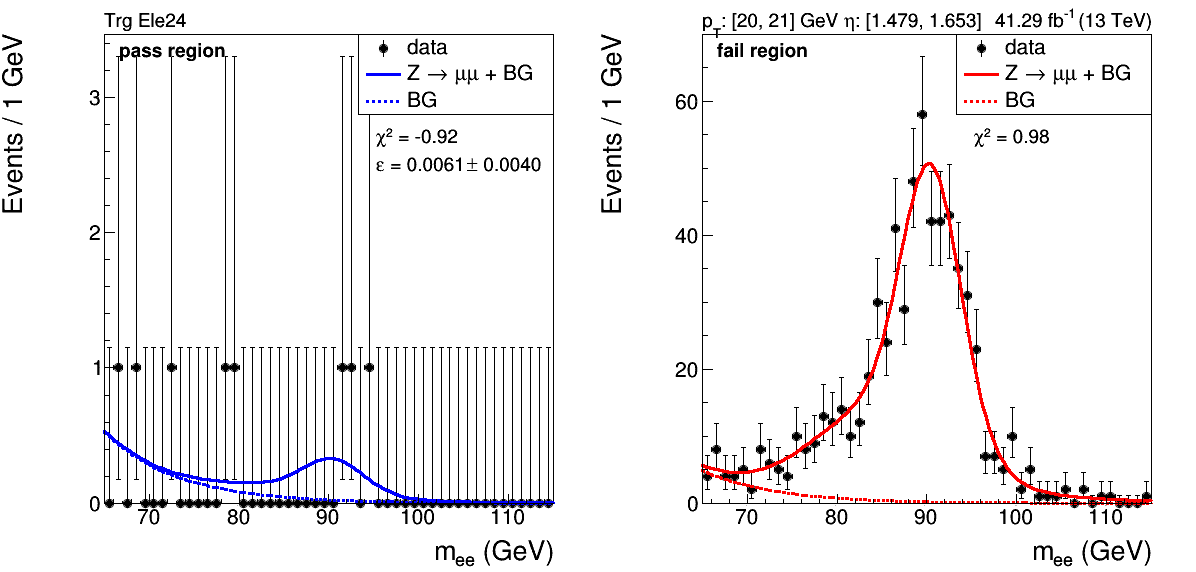 Trg Ele24
pass region
data
Z → μμ + BG
BG
χ² = -0.92
ε = 0.0061 ± 0.0040
Events / 1 GeV
3
2
1
0
70 80 90 100 110
m_ee (GeV)
p_T: [20, 21] GeV η: [1.479, 1.653] 41.29 fb⁻¹ (13 TeV)
fail region
data
Z → μμ + BG
BG
χ² = 0.98
Events / 1 GeV
60
40
20
0
70 80 90 100 110
m_ee (GeV)